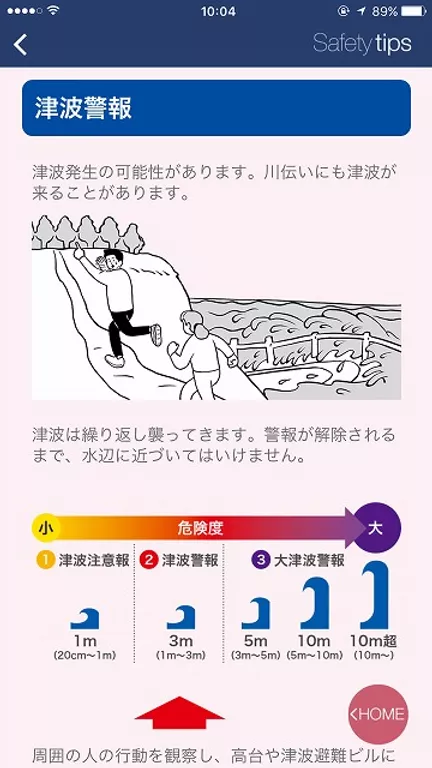 10:04
89%
Safety tips
津波警報
津波発生の可能性があります。川伝いにも津波が
来ることがあります。
津波は繰り返し襲ってきます。警報が解除される
まで、水辺に近づいてはいけません。
小 危険度 大
1 津波注意報 2 津波警報 3 大津波警報
1m 3m 5m 10m 10m超
(20cm〜1m) (1m〜3m) (3m〜5m) (5m〜10m) (10m〜)
<HOME
周囲の人の行動を観察し、高台や津波避難ビルに